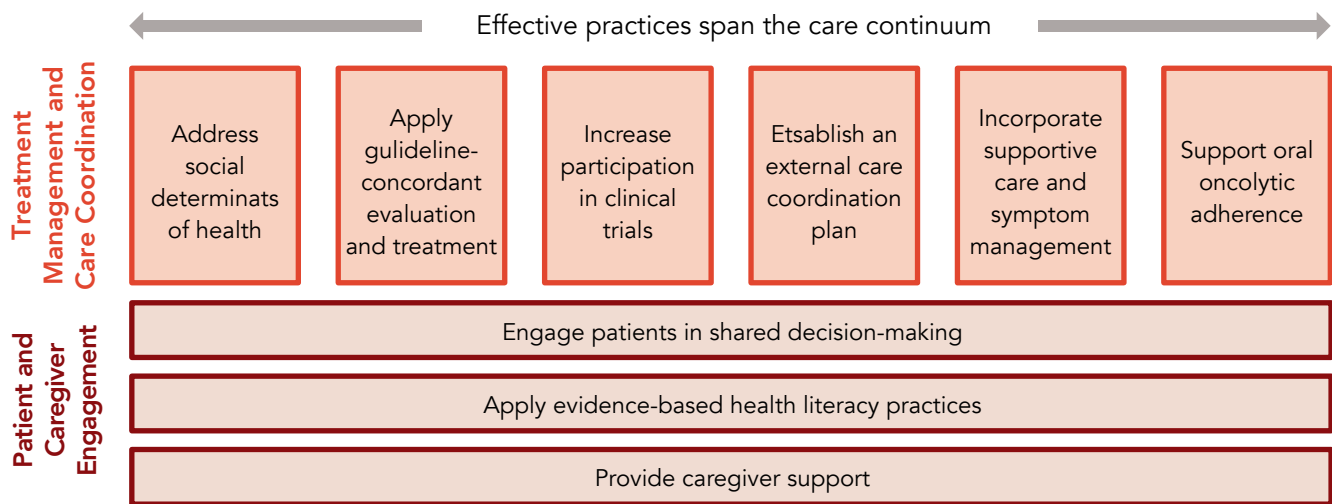 Effective practices span the care continuum
Treatment
Management and
Care Coordination
Address
social
determinats
of health
Apply
gulideline-
concordant
evaluation
and treatment
Increase
participation
in clinical
trials
Etsablish an
external care
coordination
plan
Incorporate
supportive
care and
symptom
management
Support oral
oncolytic
adherence
Patient and
Caregiver
Engagement
Engage patients in shared decision-making
Apply evidence-based health literacy practices
Provide caregiver support